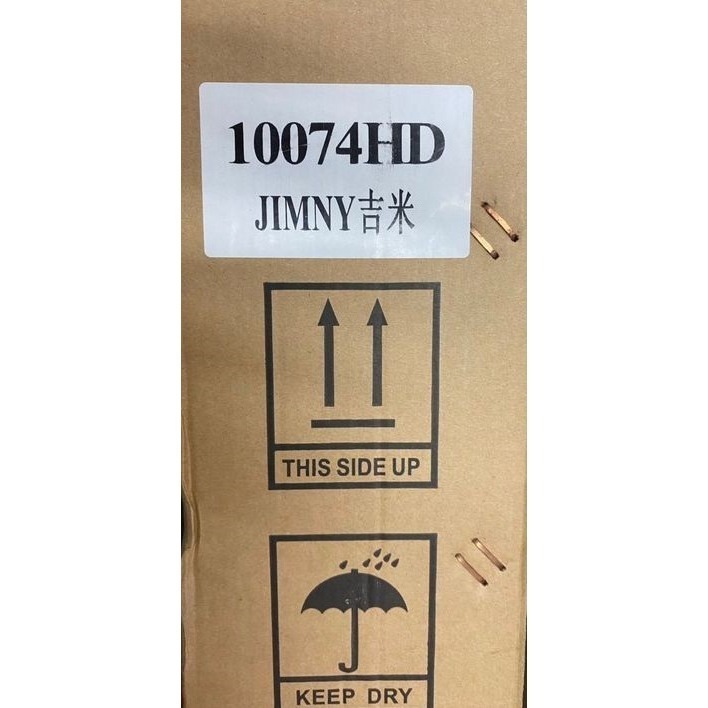 10074HD
JIMNY吉米
THIS SIDE UP
KEEP DRY